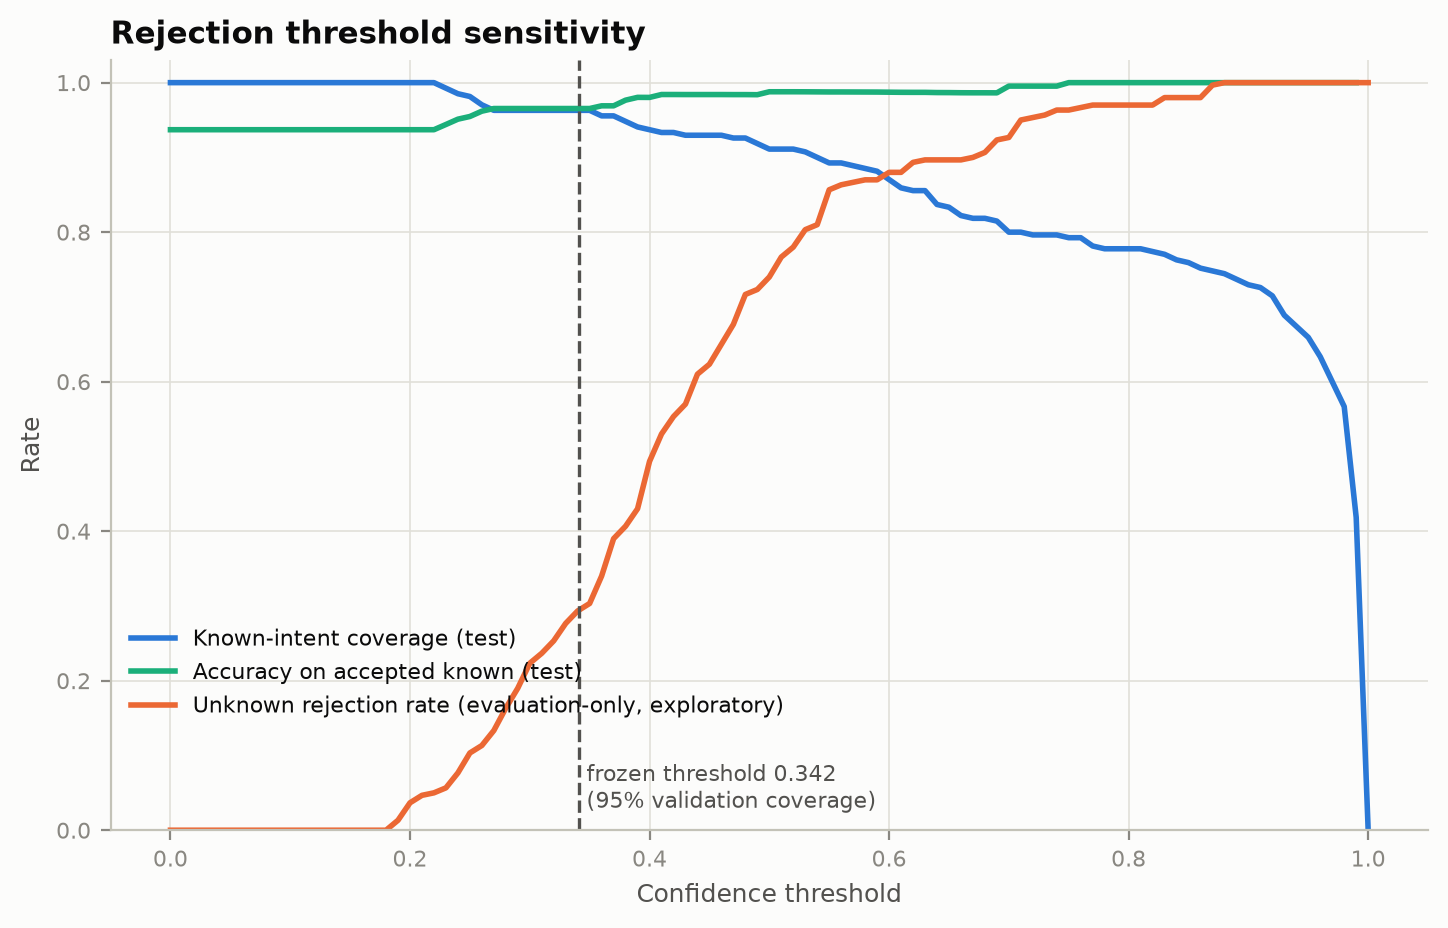 Rejection threshold sensitivity
1.0
0.8
0.6
0.4
0.2
0.0
Rate
Known-intent coverage (test)
Accuracy on accepted known (test)
Unknown rejection rate (evaluation-only, exploratory)
frozen threshold 0.342
(95% validation coverage)
0.0 0.2 0.4 0.6 0.8 1.0
Confidence threshold